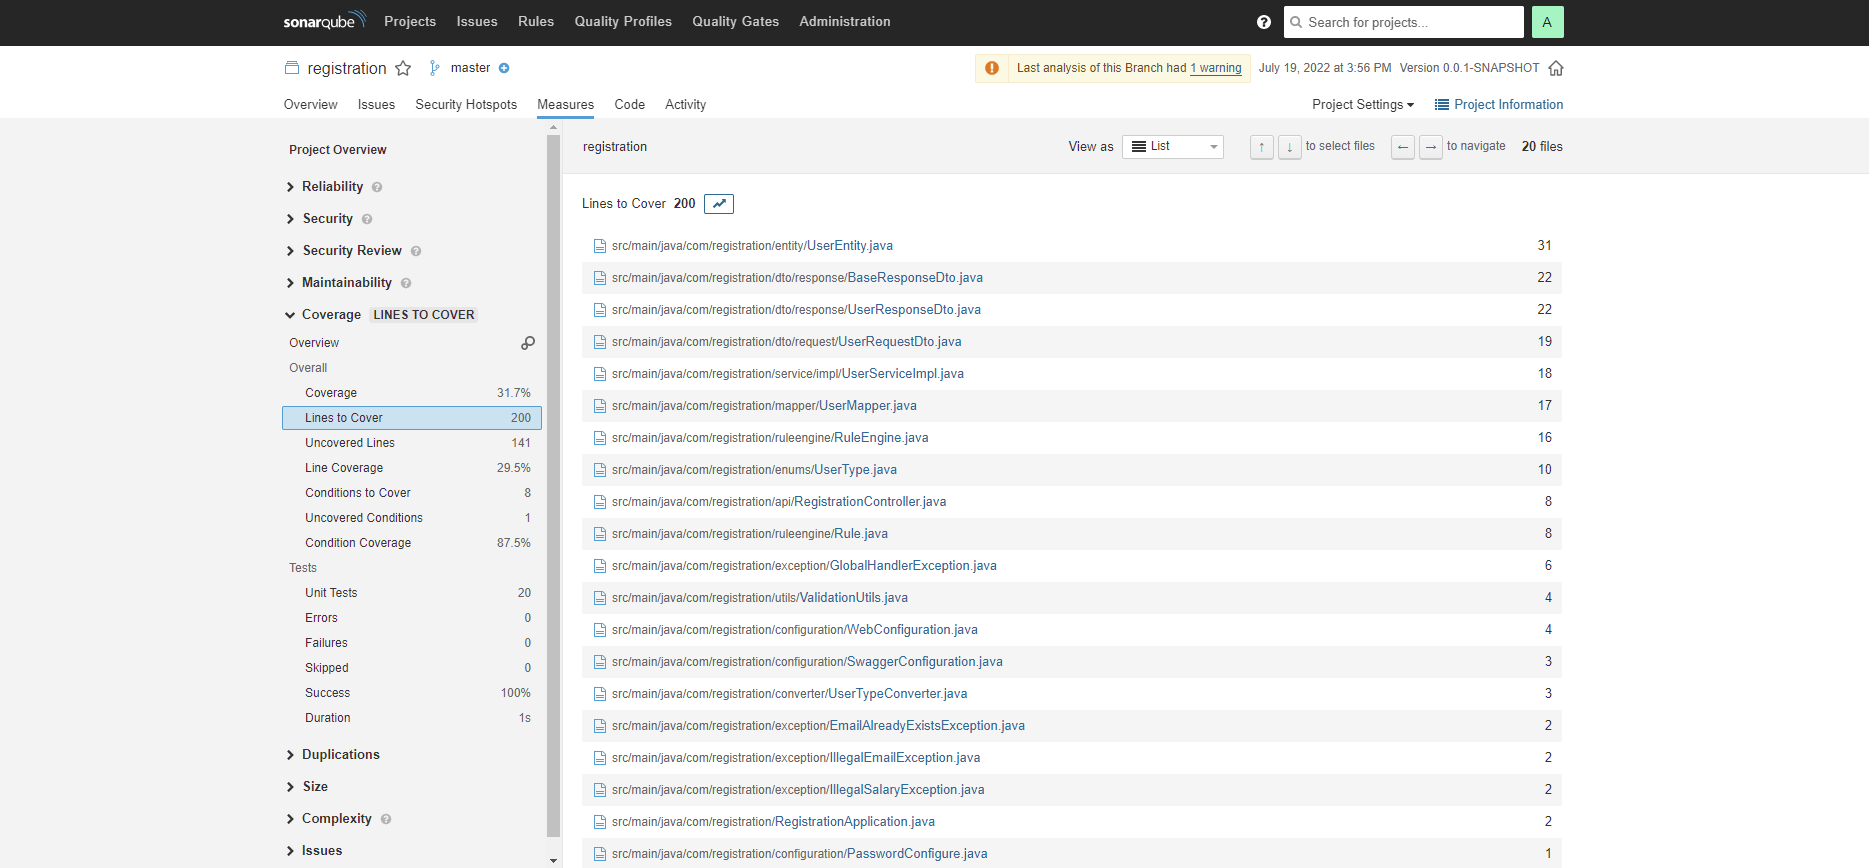 sonarqube Projects Issues Rules Quality Profiles Quality Gates Administration ? Search for projects... A
registration master Last analysis of this Branch had 1 warning July 19, 2022 at 3:56 PM Version 0.0.1-SNAPSHOT
Overview Issues Security Hotspots Measures Code Activity Project Settings Project Information
Project Overview
Reliability ?
Security ?
Security Review ?
Maintainability ?
Coverage LINES TO COVER
Overview
Overall
Coverage 31.7%
Lines to Cover 200
Uncovered Lines 141
Line Coverage 29.5%
Conditions to Cover 8
Uncovered Conditions 1
Condition Coverage 87.5%
Tests
Unit Tests 20
Errors 0
Failures 0
Skipped 0
Success 100%
Duration 1s
Duplications
Size
Complexity ?
Issues
registration View as List ↑ ↓ to select files ← → to navigate 20 files
Lines to Cover 200
src/main/java/com/registration/entity/UserEntity.java 31
src/main/java/com/registration/dto/response/BaseResponseDto.java 22
src/main/java/com/registration/dto/response/UserResponseDto.java 22
src/main/java/com/registration/dto/request/UserRequestDto.java 19
src/main/java/com/registration/service/impl/UserServiceImpl.java 18
src/main/java/com/registration/mapper/UserMapper.java 17
src/main/java/com/registration/ruleengine/RuleEngine.java 16
src/main/java/com/registration/enums/UserType.java 10
src/main/java/com/registration/api/RegistrationController.java 8
src/main/java/com/registration/ruleengine/Rule.java 8
src/main/java/com/registration/exception/GlobalHandlerException.java 6
src/main/java/com/registration/utils/ValidationUtils.java 4
src/main/java/com/registration/configuration/WebConfiguration.java 4
src/main/java/com/registration/configuration/SwaggerConfiguration.java 3
src/main/java/com/registration/converter/UserTypeConverter.java 3
src/main/java/com/registration/exception/EmailAlreadyExistsException.java 2
src/main/java/com/registration/exception/IllegalEmailException.java 2
src/main/java/com/registration/exception/IllegalSalaryException.java 2
src/main/java/com/registration/RegistrationApplication.java 2
src/main/java/com/registration/configuration/PasswordConfigure.java 1